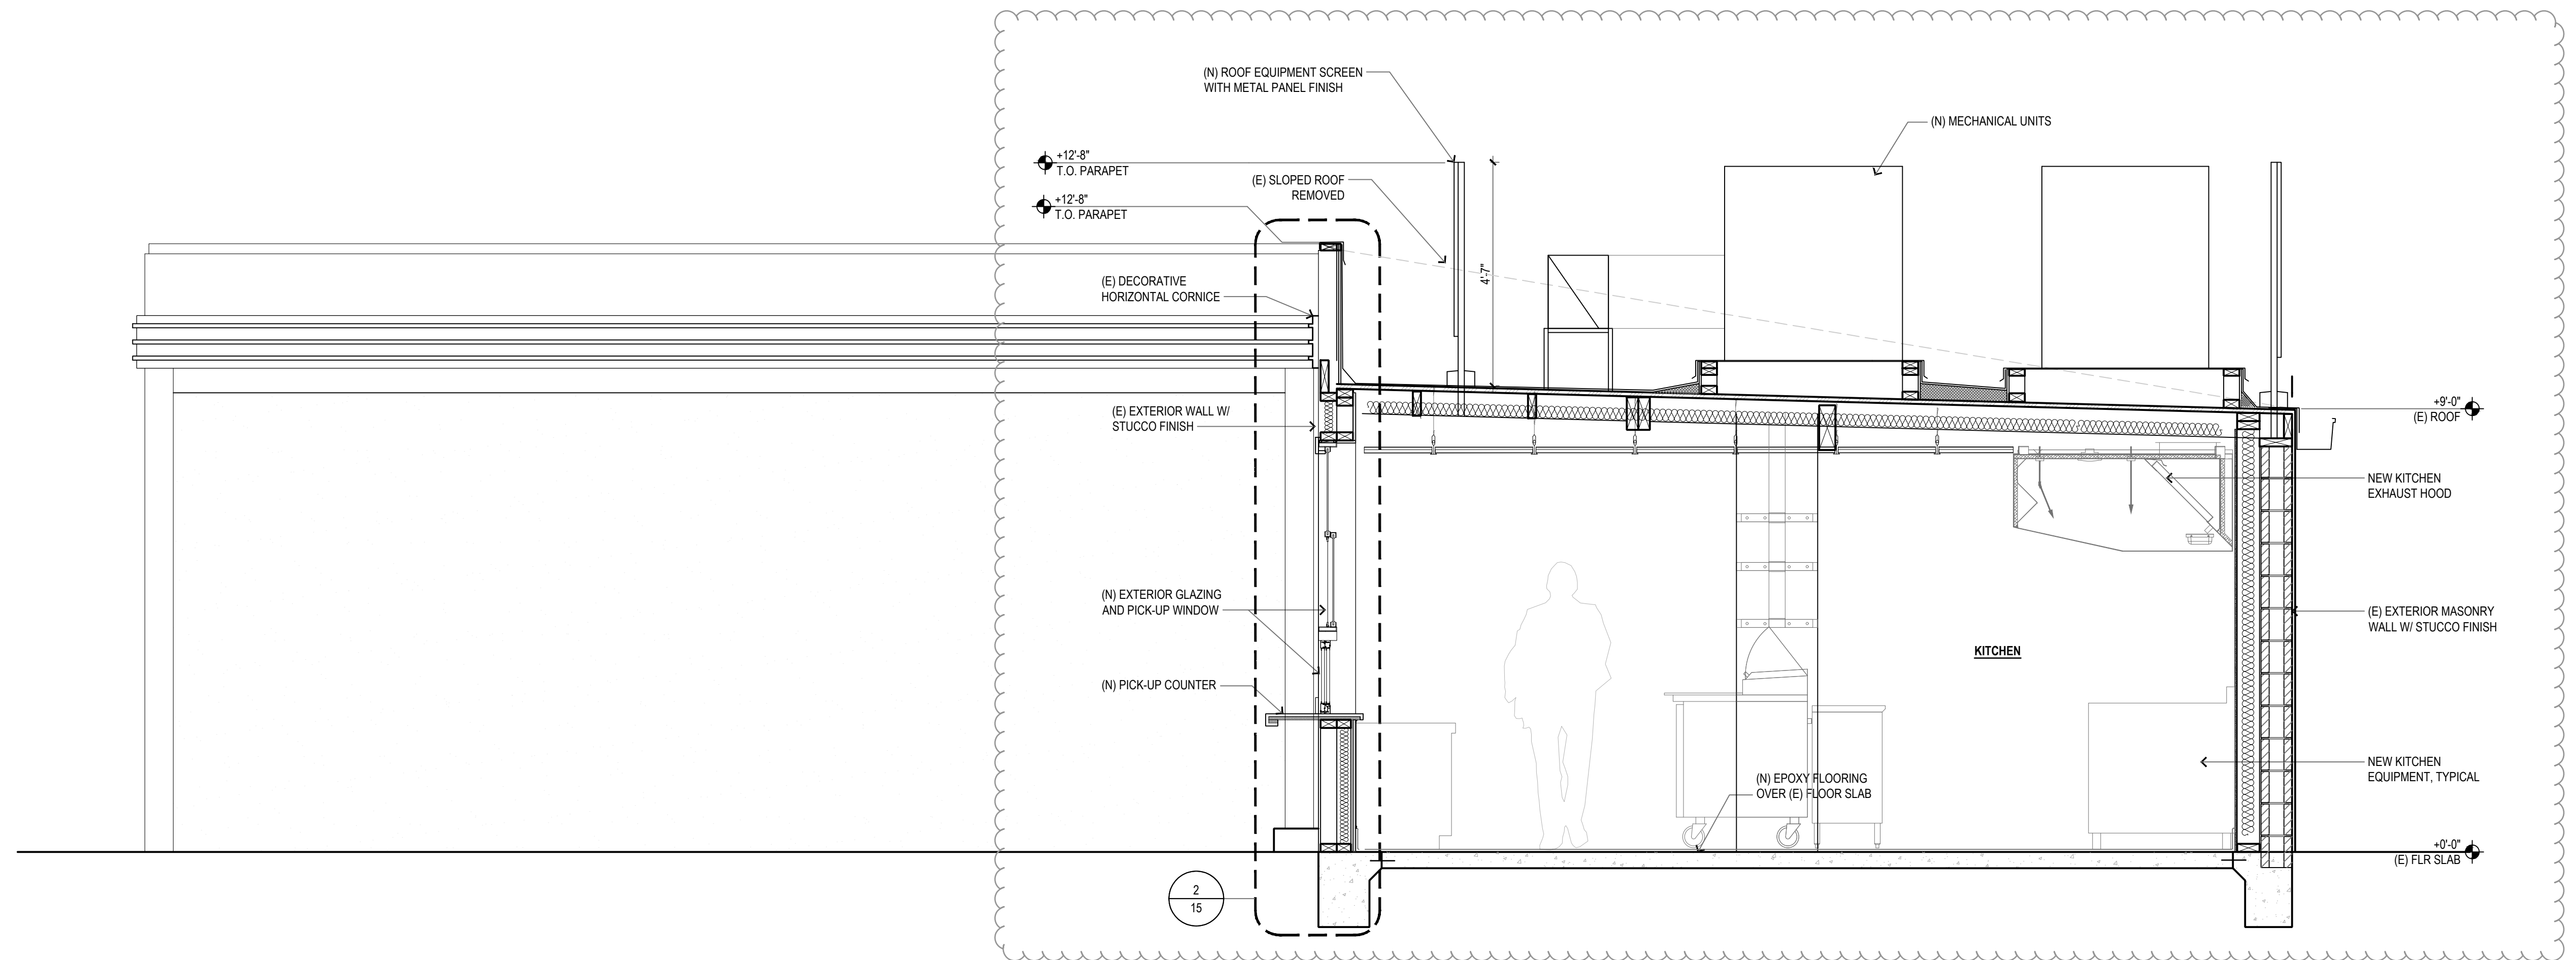 (N) ROOF EQUIPMENT SCREEN
WITH METAL PANEL FINISH
(N) MECHANICAL UNITS
+12'-8"
T.O. PARAPET
(E) SLOPED ROOF
REMOVED
+12'-8"
T.O. PARAPET
4'-7"
(E) DECORATIVE
HORIZONTAL CORNICE
(E) EXTERIOR WALL W/
STUCCO FINISH
+9'-0"
(E) ROOF
NEW KITCHEN
EXHAUST HOOD
(N) EXTERIOR GLAZING
AND PICK-UP WINDOW
(E) EXTERIOR MASONRY
WALL W/ STUCCO FINISH
KITCHEN
(N) PICK-UP COUNTER
(N) EPOXY FLOORING
OVER (E) FLOOR SLAB
NEW KITCHEN
EQUIPMENT, TYPICAL
+0'-0"
(E) FLR SLAB
2
15